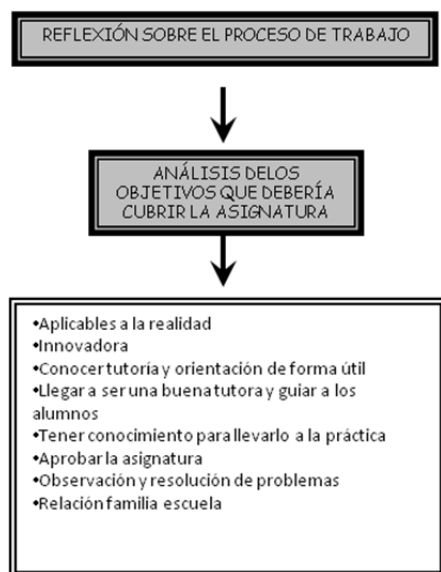 REFLEXIÓN SOBRE EL PROCESO DE TRABAJO
ANÁLISIS DELOS
OBJETIVOS QUE DEBERÍA
CUBRIR LA ASIGNATURA
•Aplicables a la realidad
•Innovadora
•Conocer tutoría y orientación de forma útil
•Llegar a ser una buena tutora y guiar a los
alumnos
•Tener conocimiento para llevarlo a la práctica
•Aprobar la asignatura
•Observación y resolución de problemas
•Relación familia escuela